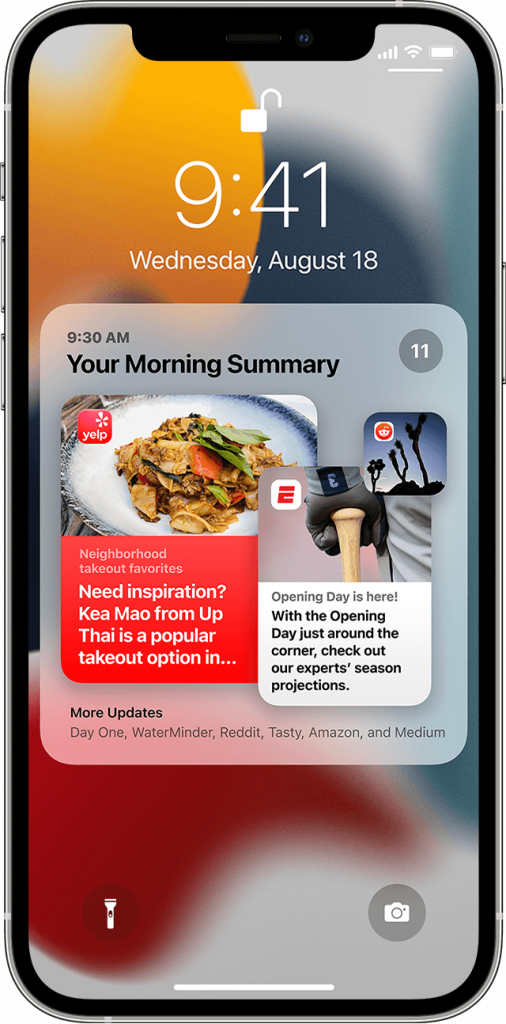 9:41
Wednesday, August 18
9:30 AM
Your Morning Summary
11
yelp
Neighborhood
takeout favorites
Need inspiration?
Kea Mao from Up
Thai is a popular
takeout option in...
E
Opening Day is here!
With the Opening
Day just around the
corner, check out
our experts’ season
projections.
More Updates
Day One, WaterMinder, Reddit, Tasty, Amazon, and Medium